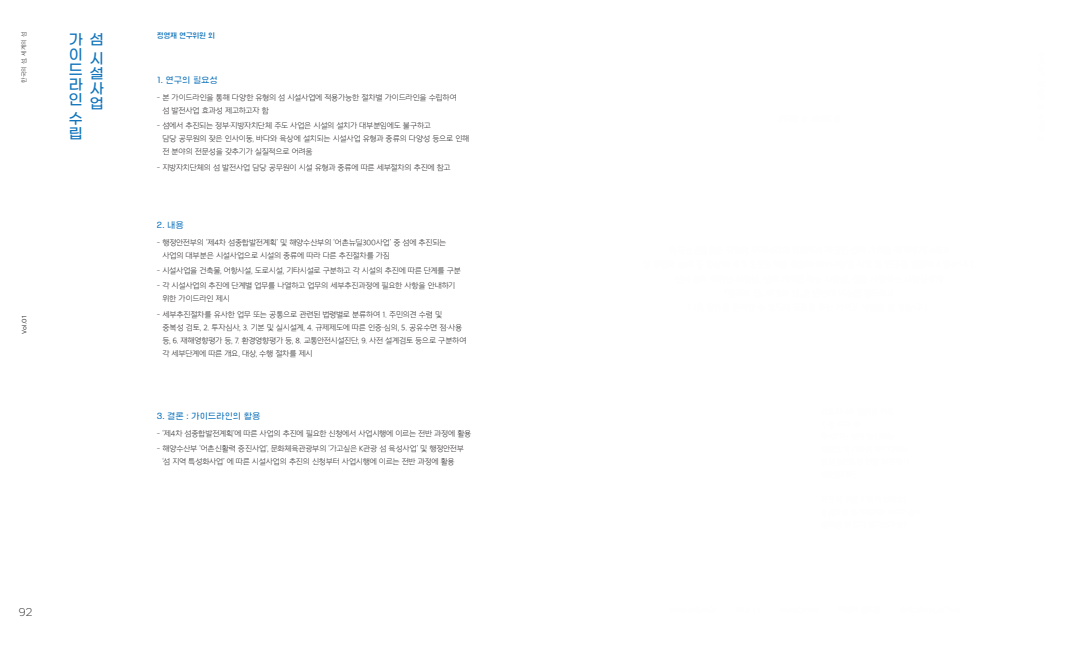 한국의 섬 세계의 섬
섬 시설사업
가이드라인 수립
정영재 연구위원 외
1. 연구의 필요성
- 본 가이드라인을 통해 다양한 유형의 섬 시설사업에 적용가능한 절차별 가이드라인을 수립하여
섬 발전사업 효과성 제고하고자 함
- 섬에서 추진되는 정부·지방자치단체 주도 사업은 시설의 설치가 대부분임에도 불구하고
담당 공무원의 잦은 인사이동, 바다와 육상에 설치되는 시설사업 유형과 종류의 다양성 등으로 인해
전 분야의 전문성을 갖추기가 실질적으로 어려움
- 지방자치단체의 섬 발전사업 담당 공무원이 시설 유형과 종류에 따른 세부절차의 추진에 참고
2. 내용
- 행정안전부의 '제4차 섬종합발전계획' 및 해양수산부의 '어촌뉴딜300사업' 중 섬에 추진되는
사업의 대부분은 시설사업으로 시설의 종류에 따라 다른 추진절차를 가짐
- 시설사업을 건축물, 어항시설, 도로시설, 기타시설로 구분하고 각 시설의 추진에 따른 단계를 구분
- 각 시설사업의 추진에 단계별 업무를 나열하고 업무의 세부추진과정에 필요한 사항을 안내하기
위한 가이드라인 제시
- 세부추진절차를 유사한 업무 또는 공통으로 관련된 법령별로 분류하여 1. 주민의견 수렴 및
중복성 검토, 2. 투자심사, 3. 기본 및 실시설계, 4. 규제제도에 따른 인증·심의, 5. 공유수면 점·사용
등, 6. 재해영향평가 등, 7. 환경영향평가 등, 8. 교통안전시설진단, 9. 사전 설계검토 등으로 구분하여
각 세부단계에 따른 개요, 대상, 수행 절차를 제시
3. 결론 : 가이드라인의 활용
- '제4차 섬종합발전계획'에 따른 사업의 추진에 필요한 신청에서 사업시행에 이르는 전반 과정에 활용
- 해양수산부 '어촌신활력 증진사업', 문화체육관광부의 '가고싶은 K관광 섬 육성사업' 및 행정안전부
'섬 지역 특성화사업' 에 따른 시설사업의 추진의 신청부터 사업시행에 이르는 전반 과정에 활용
Vol.01
92